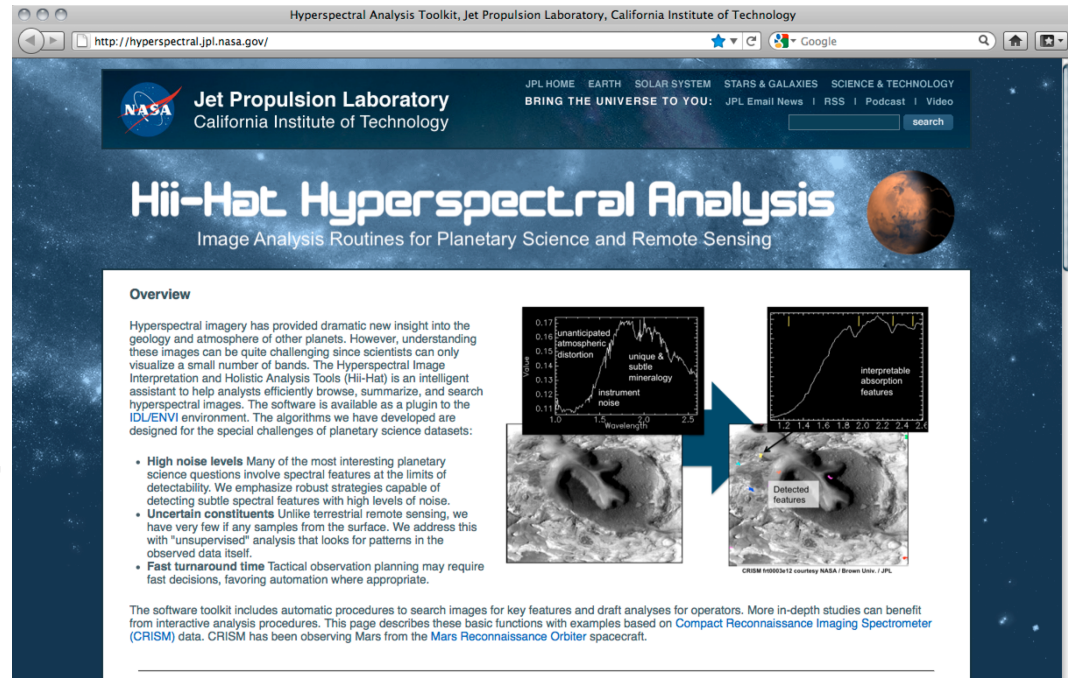 Hyperspectral Analysis Toolkit, Jet Propulsion Laboratory, California Institute of Technology
http://hyperspectral.jpl.nasa.gov/
Google
NASA
Jet Propulsion Laboratory
California Institute of Technology
JPL HOME EARTH SOLAR SYSTEM STARS & GALAXIES SCIENCE & TECHNOLOGY
BRING THE UNIVERSE TO YOU: JPL Email News | RSS | Podcast | Video
search
Hii-Hat Hyperspectral Analysis
Image Analysis Routines for Planetary Science and Remote Sensing
Overview
Hyperspectral imagery has provided dramatic new insight into the
geology and atmosphere of other planets. However, understanding
these images can be quite challenging since scientists can only
visualize a small number of bands. The Hyperspectral Image
Interpretation and Holistic Analysis Tools (Hii-Hat) is an intelligent
assistant to help analysts efficiently browse, summarize, and search
hyperspectral images. The software is available as a plugin to the
IDL/ENVI environment. The algorithms we have developed are
designed for the special challenges of planetary science datasets:
• High noise levels Many of the most interesting planetary
science questions involve spectral features at the limits of
detectability. We emphasize robust strategies capable of
detecting subtle spectral features with high levels of noise.
• Uncertain constituents Unlike terrestrial remote sensing, we
have very few if any samples from the surface. We address this
with "unsupervised" analysis that looks for patterns in the
observed data itself.
• Fast turnaround time Tactical observation planning may require
fast decisions, favoring automation where appropriate.
0.17
0.16
0.15
0.14
0.13
0.12
0.11
Value
unanticipated
atmospheric
distortion
unique &
subtle
mineralogy
instrument
noise
1.0 1.5 2.0 2.5
Wavelength
interpretable
absorption
features
1.2 1.4 1.6 1.8 2.0 2.2 2.4 2.6
Detected
features
CRISM frt0003e12 courtesy NASA / Brown Univ. / JPL
The software toolkit includes automatic procedures to search images for key features and draft analyses for operators. More in-depth studies can benefit
from interactive analysis procedures. This page describes these basic functions with examples based on Compact Reconnaissance Imaging Spectrometer
(CRISM) data. CRISM has been observing Mars from the Mars Reconnaissance Orbiter spacecraft.